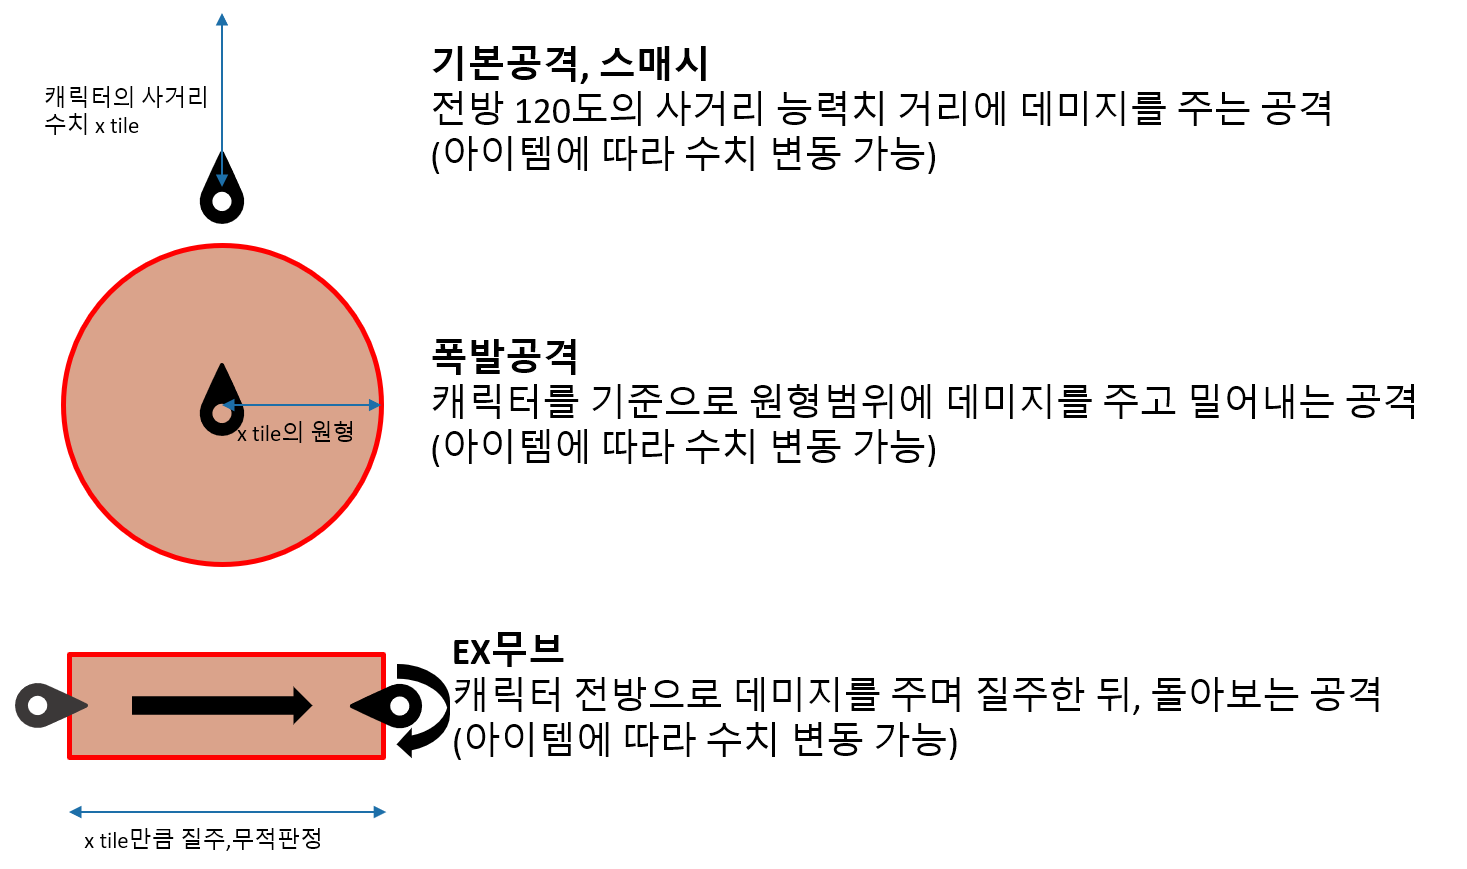 캐릭터의 사거리
수치 x tile
기본공격, 스매시
전방 120도의 사거리 능력치 거리에 데미지를 주는 공격
(아이템에 따라 수치 변동 가능)
x tile의 원형
폭발공격
캐릭터를 기준으로 원형범위에 데미지를 주고 밀어내는 공격
(아이템에 따라 수치 변동 가능)
EX무브
캐릭터 전방으로 데미지를 주며 질주한 뒤, 돌아보는 공격
(아이템에 따라 수치 변동 가능)
x tile만큼 질주,무적판정